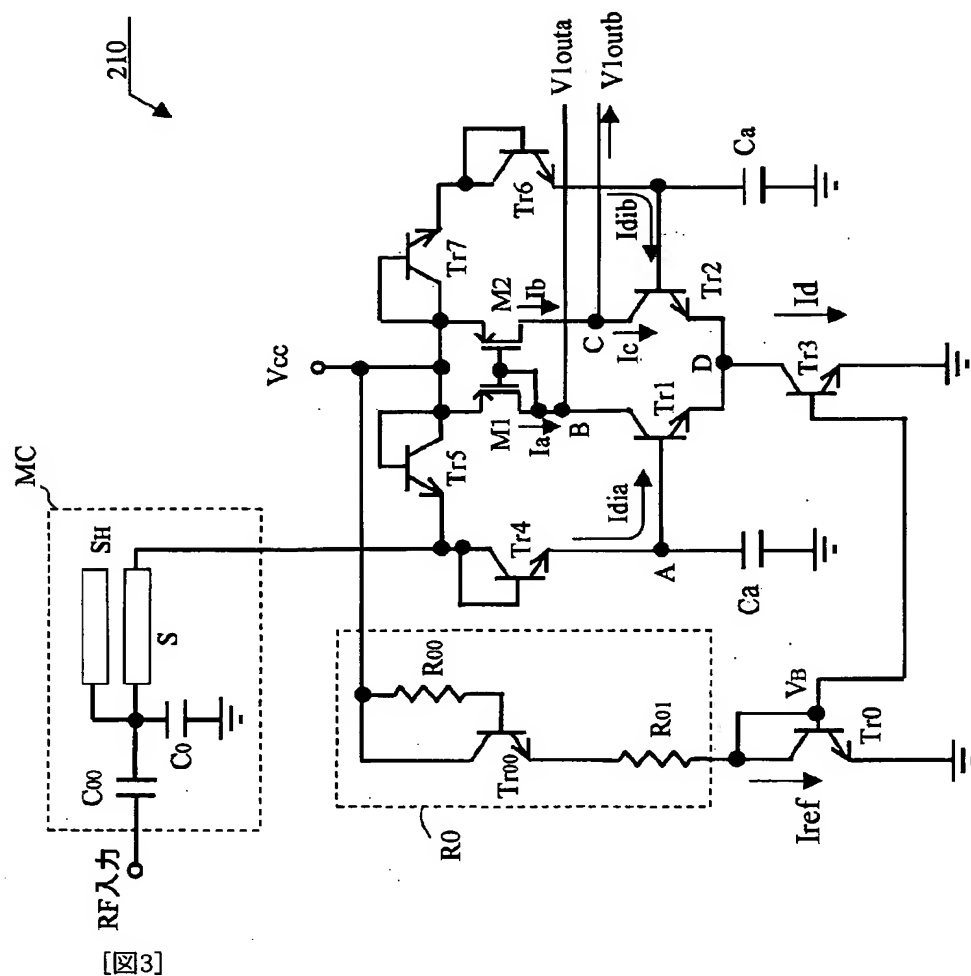 210
MC
SH
S
C00
C0
RF入力
Vcc
R00
Tr00
R01
R0
VB
Tr0
Iref
Tr5
Tr7
M1
M2
Ia
Ib
Tr4
Tr6
V1outa
V1outb
B
C
Ic
Idia
Idib
Tr1
Tr2
A
D
Ca
Ca
Tr3
Id
[図3]